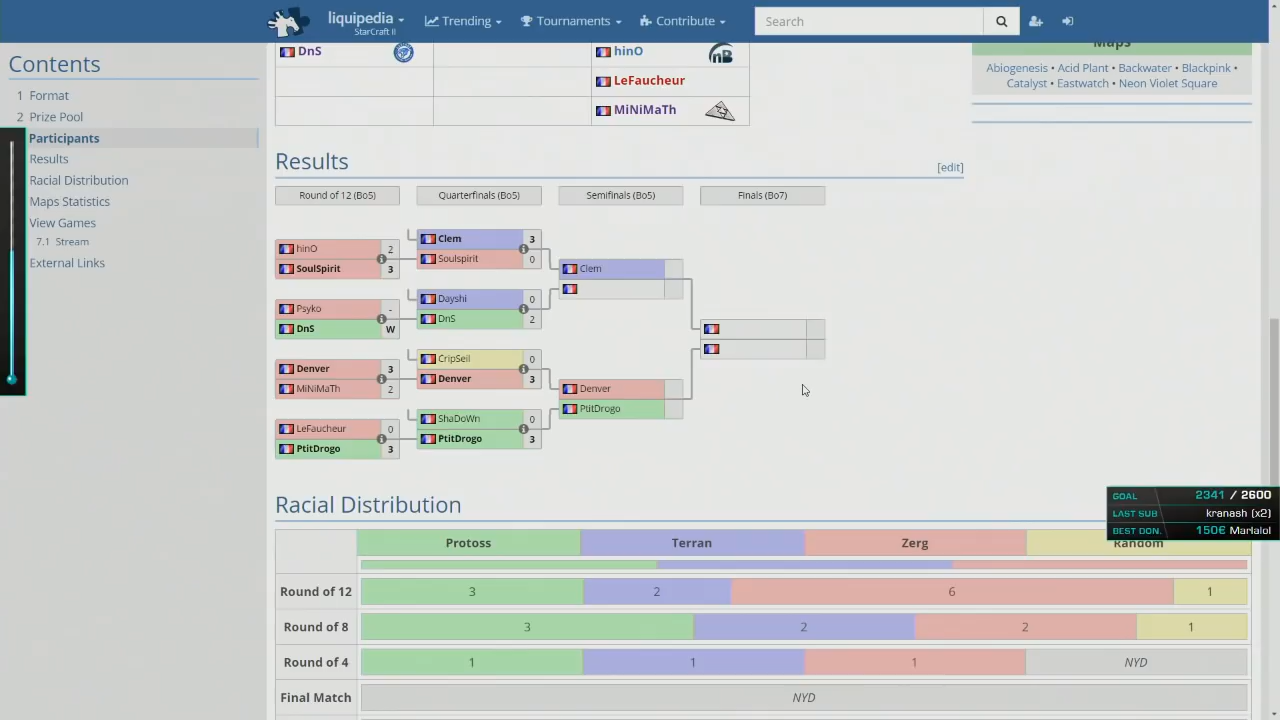 liquipedia
StarCraft II
Trending
Tournaments
Contribute
Search
Contents
1 Format
2 Prize Pool
Participants
Results
Racial Distribution
Maps Statistics
View Games
7.1 Stream
External Links
DnS
hinO
LeFaucheur
MiNiMaTh
Maps
Abiogenesis • Acid Plant • Backwater • Blackpink •
Catalyst • Eastwatch • Neon Violet Square
Results
[edit]
Round of 12 (Bo5)
Quarterfinals (Bo5)
Semifinals (Bo5)
Finals (Bo7)
hinO 2
SoulSpirit 3
Psyko -
DnS W
Denver 3
MiNiMaTh 2
LeFaucheur 0
PtitDrogo 3
Clem 3
Soulspirit 0
Dayshi 0
DnS 2
CripSeil 0
Denver 3
ShaDoWn 0
PtitDrogo 3
Clem
Denver
PtitDrogo
Racial Distribution
Protoss Terran Zerg Random
Round of 12 3 2 6 1
Round of 8 3 2 2 1
Round of 4 1 1 1 NYD
Final Match NYD
GOAL 2341 / 2600
LAST SUB kranash (x2)
BEST DON. 150€ Marlalol